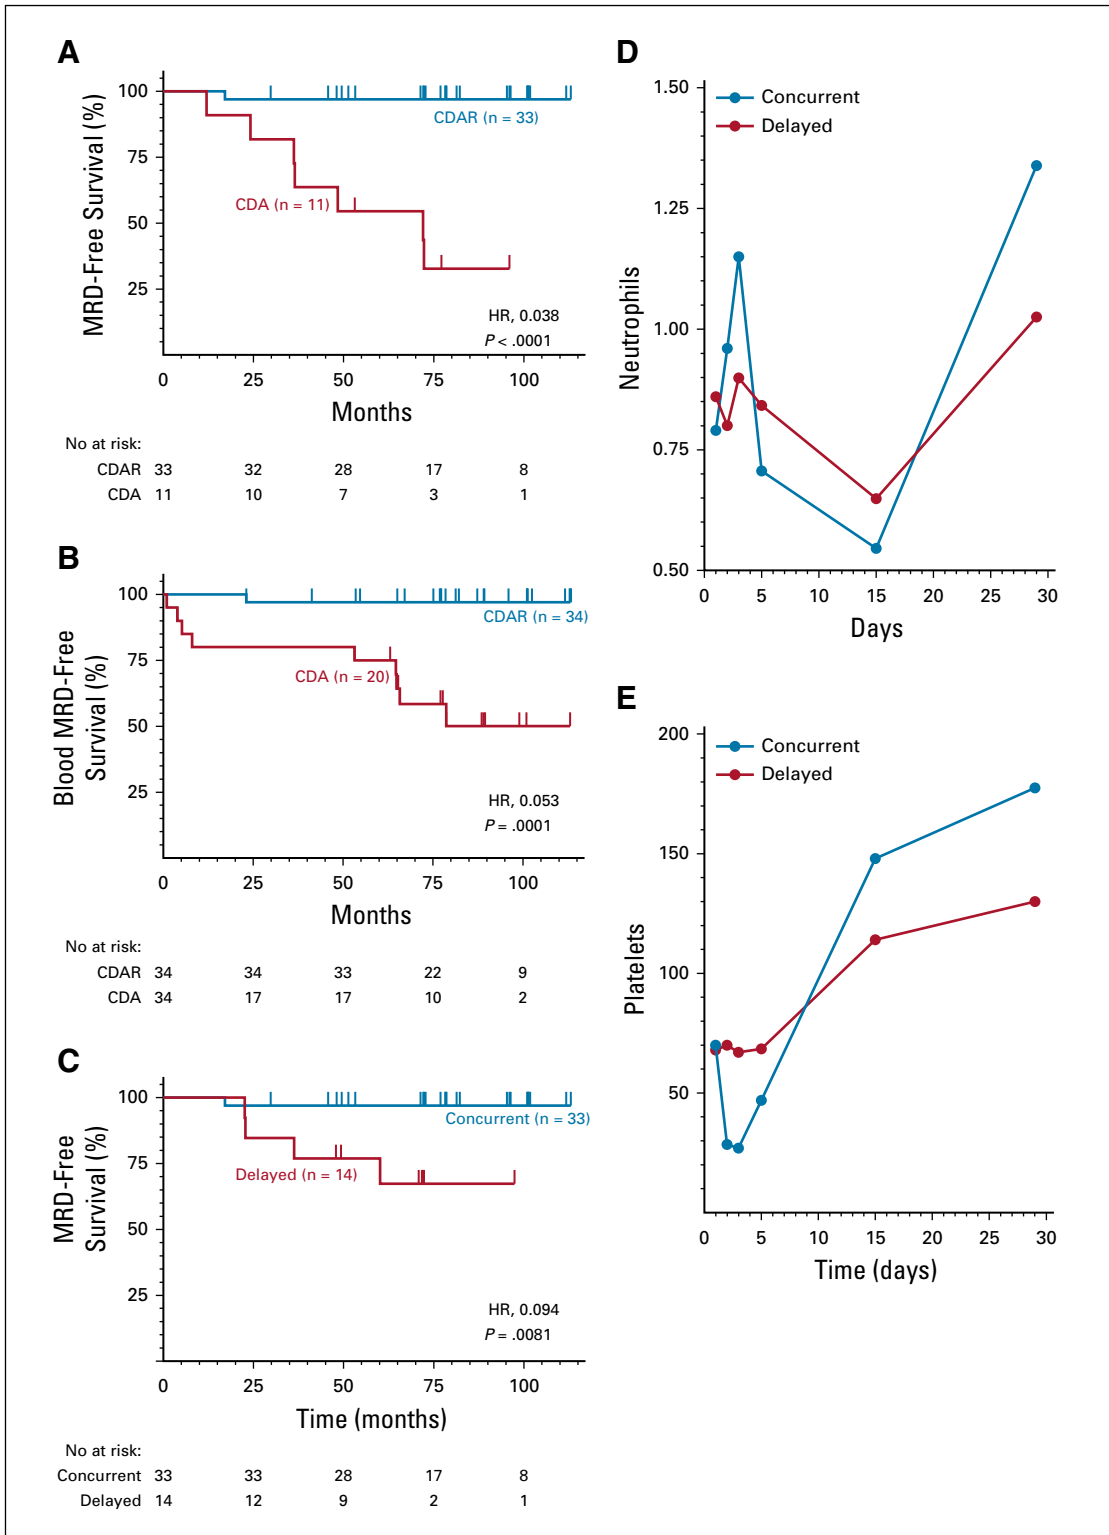 A
MRD-Free Survival (%)
100
75
50
25
CDAR (n = 33)
CDA (n = 11)
HR, 0.038
P < .0001
0 25 50 75 100
Months
No at risk:
CDAR 33 32 28 17 8
CDA 11 10 7 3 1
B
Blood MRD-Free
Survival (%)
100
75
50
25
CDAR (n = 34)
CDA (n = 20)
HR, 0.053
P = .0001
0 25 50 75 100
Months
No at risk:
CDAR 34 34 33 22 9
CDA 34 17 17 10 2
C
MRD-Free
Survival (%)
100
75
50
25
Concurrent (n = 33)
Delayed (n = 14)
HR, 0.094
P = .0081
0 25 50 75 100
Time (months)
No at risk:
Concurrent 33 33 28 17 8
Delayed 14 12 9 2 1
D
Neutrophils
1.50
1.25
1.00
0.75
0.50
Concurrent
Delayed
0 5 10 15 20 25 30
Days
E
Platelets
200
150
100
50
Concurrent
Delayed
0 5 10 15 20 25 30
Time (days)